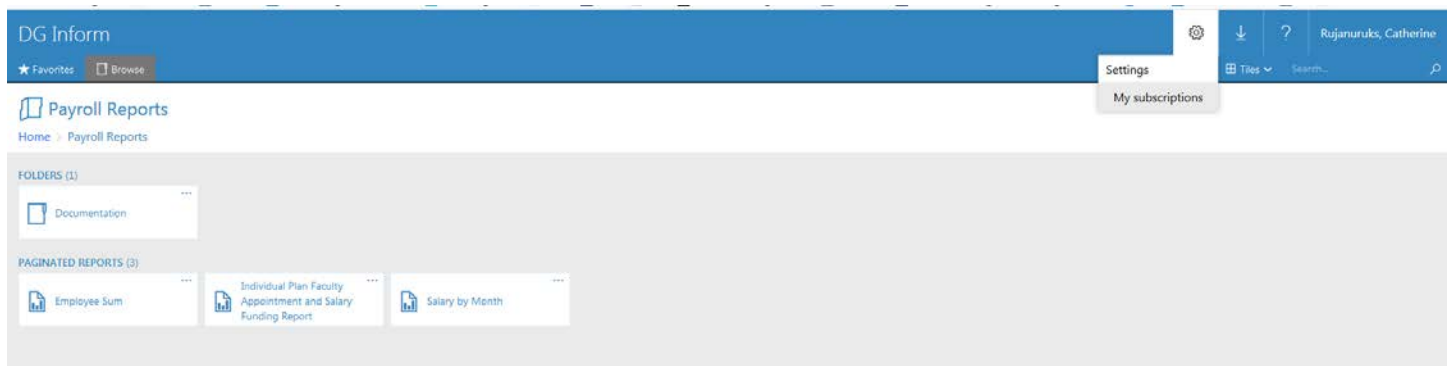 DG Inform
? Rujanuruks, Catherine
★ Favorites Browse
Settings
Tiles Search...
My subscriptions
Payroll Reports
Home > Payroll Reports
FOLDERS (1)
...
Documentation
PAGINATED REPORTS (3)
... ... ...
Employee Sum
Individual Plan Faculty
Appointment and Salary
Funding Report
Salary by Month